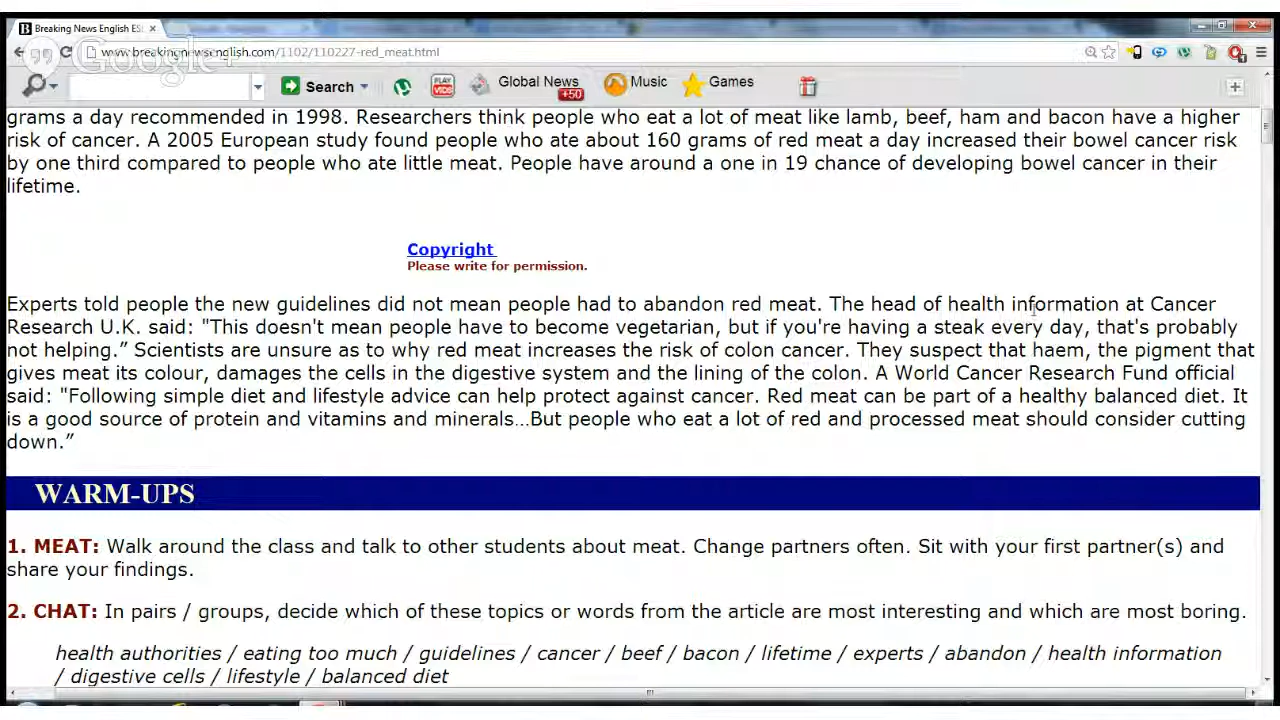 Breaking News English ES
www.breakingnewsenglish.com/1102/110227-red_meat.html
Google+
Search
PLAY VIDS
Global News
+50
Music
Games
grams a day recommended in 1998. Researchers think people who eat a lot of meat like lamb, beef, ham and bacon have a higher
risk of cancer. A 2005 European study found people who ate about 160 grams of red meat a day increased their bowel cancer risk
by one third compared to people who ate little meat. People have around a one in 19 chance of developing bowel cancer in their
lifetime.
Copyright
Please write for permission.
Experts told people the new guidelines did not mean people had to abandon red meat. The head of health information at Cancer
Research U.K. said: "This doesn't mean people have to become vegetarian, but if you're having a steak every day, that's probably
not helping.” Scientists are unsure as to why red meat increases the risk of colon cancer. They suspect that haem, the pigment that
gives meat its colour, damages the cells in the digestive system and the lining of the colon. A World Cancer Research Fund official
said: "Following simple diet and lifestyle advice can help protect against cancer. Red meat can be part of a healthy balanced diet. It
is a good source of protein and vitamins and minerals…But people who eat a lot of red and processed meat should consider cutting
down.”
WARM-UPS
1. MEAT: Walk around the class and talk to other students about meat. Change partners often. Sit with your first partner(s) and
share your findings.
2. CHAT: In pairs / groups, decide which of these topics or words from the article are most interesting and which are most boring.
health authorities / eating too much / guidelines / cancer / beef / bacon / lifetime / experts / abandon / health information
/ digestive cells / lifestyle / balanced diet